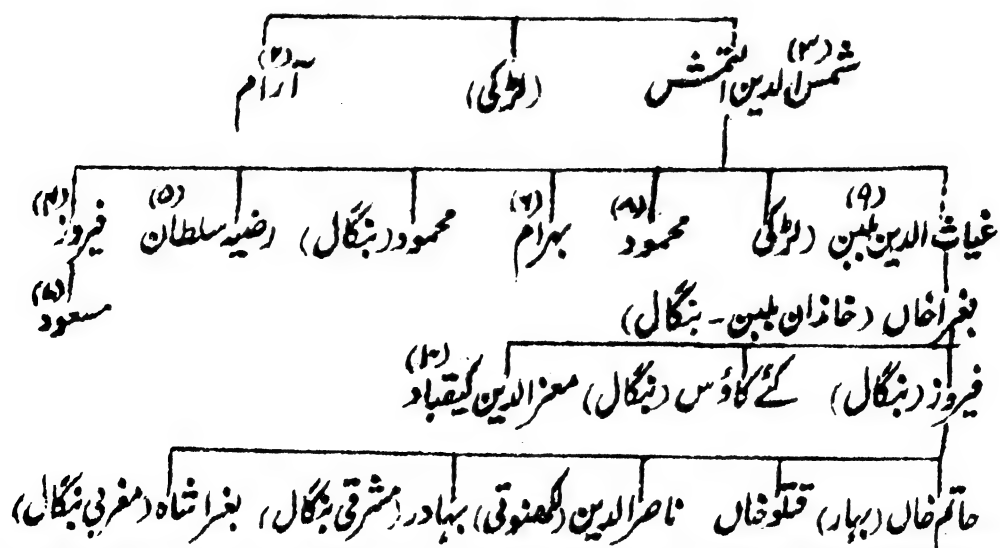 شمس الدین التمش (۳) (لڑکی) آرام (۲)
غیاث الدین بلبن (۹) (لڑکی محمود (۸) بہرام (۶) محمود (بنگال) رضیہ سلطان (۵) فیروز (۴)
بغرا خاں (خاندان بلبن - بنگال) مسعود (۷)
فیروز (بنگال) کئے کاؤس (بنگال) معز الدین کیقباد (۱۰)
حاتم خاں (بہار) قتلو خاں ناصر الدین (لکھنوتی) بہادر (مشرقی بنگال) بغرا شاہ (مغربی بنگال)